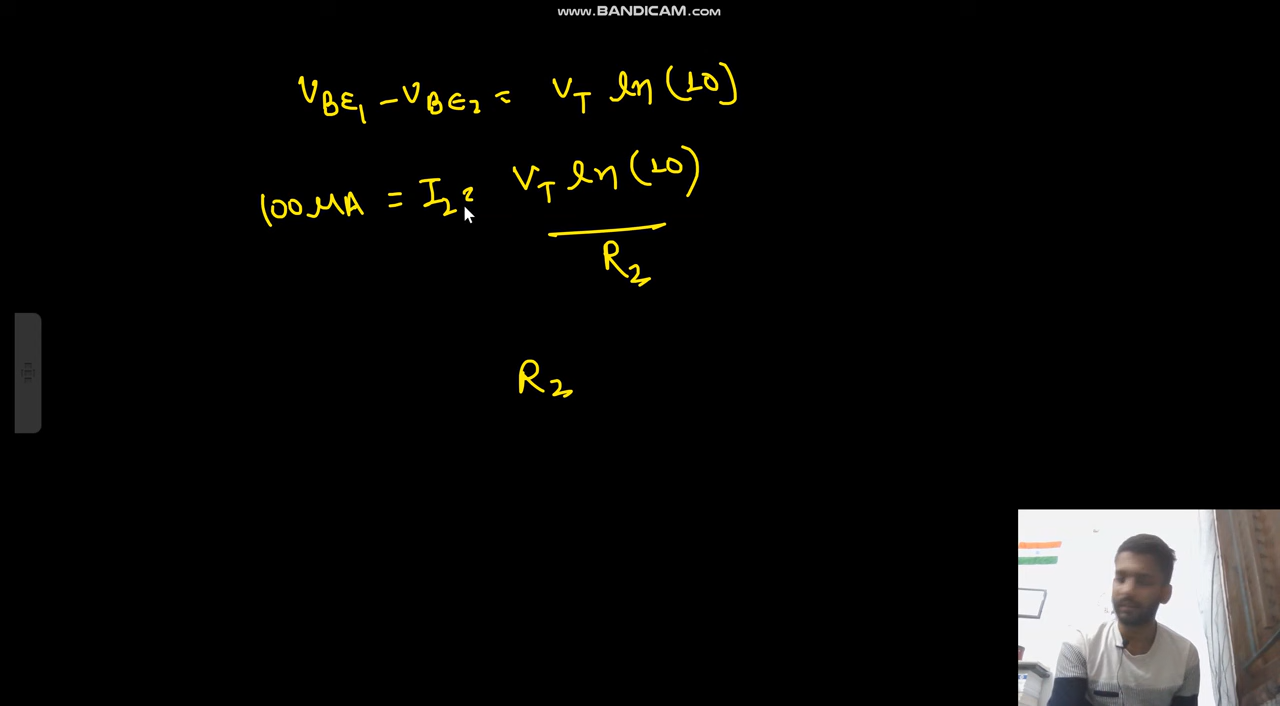 www.BANDICAM.com
V_BE1 - V_BE2 = V_T ln(10)
100 μA = I_2 = V_T ln(10)
R_2
R_2